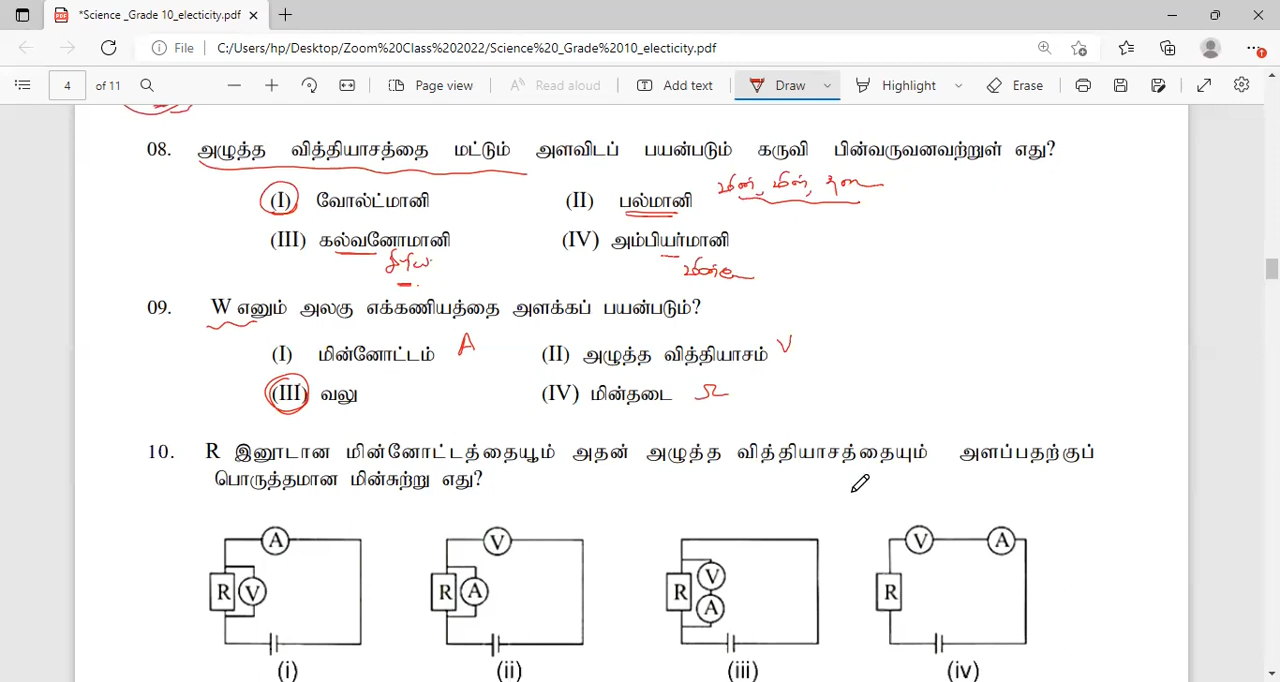 *Science _Grade 10_electicity.pdf
File C:/Users/hp/Desktop/Zoom%20Class%202022/Science%20_Grade%2010_electicity.pdf
4 of 11 Page view Read aloud Add text Draw Highlight Erase
08. அழுத்த வித்தியாசத்தை மட்டும் அளவிடப் பயன்படும் கருவி பின்வருவனவற்றுள் எது?
(I) வோல்ட்மானி (II) பல்மானி
(III) கல்வனோமானி (IV) அம்பியர்மானி
09. W எனும் அலகு எக்கணியத்தை அளக்கப் பயன்படும்?
(I) மின்னோட்டம் A (II) அழுத்த வித்தியாசம் V
(III) வலு (IV) மின்தடை Ω
10. R இனூடான மின்னோட்டத்தையூம் அதன் அழுத்த வித்தியாசத்தையும் அளப்பதற்குப்
பொருத்தமான மின்சுற்று எது?
A V V A
R V R A R V A R
(i) (ii) (iii) (iv)